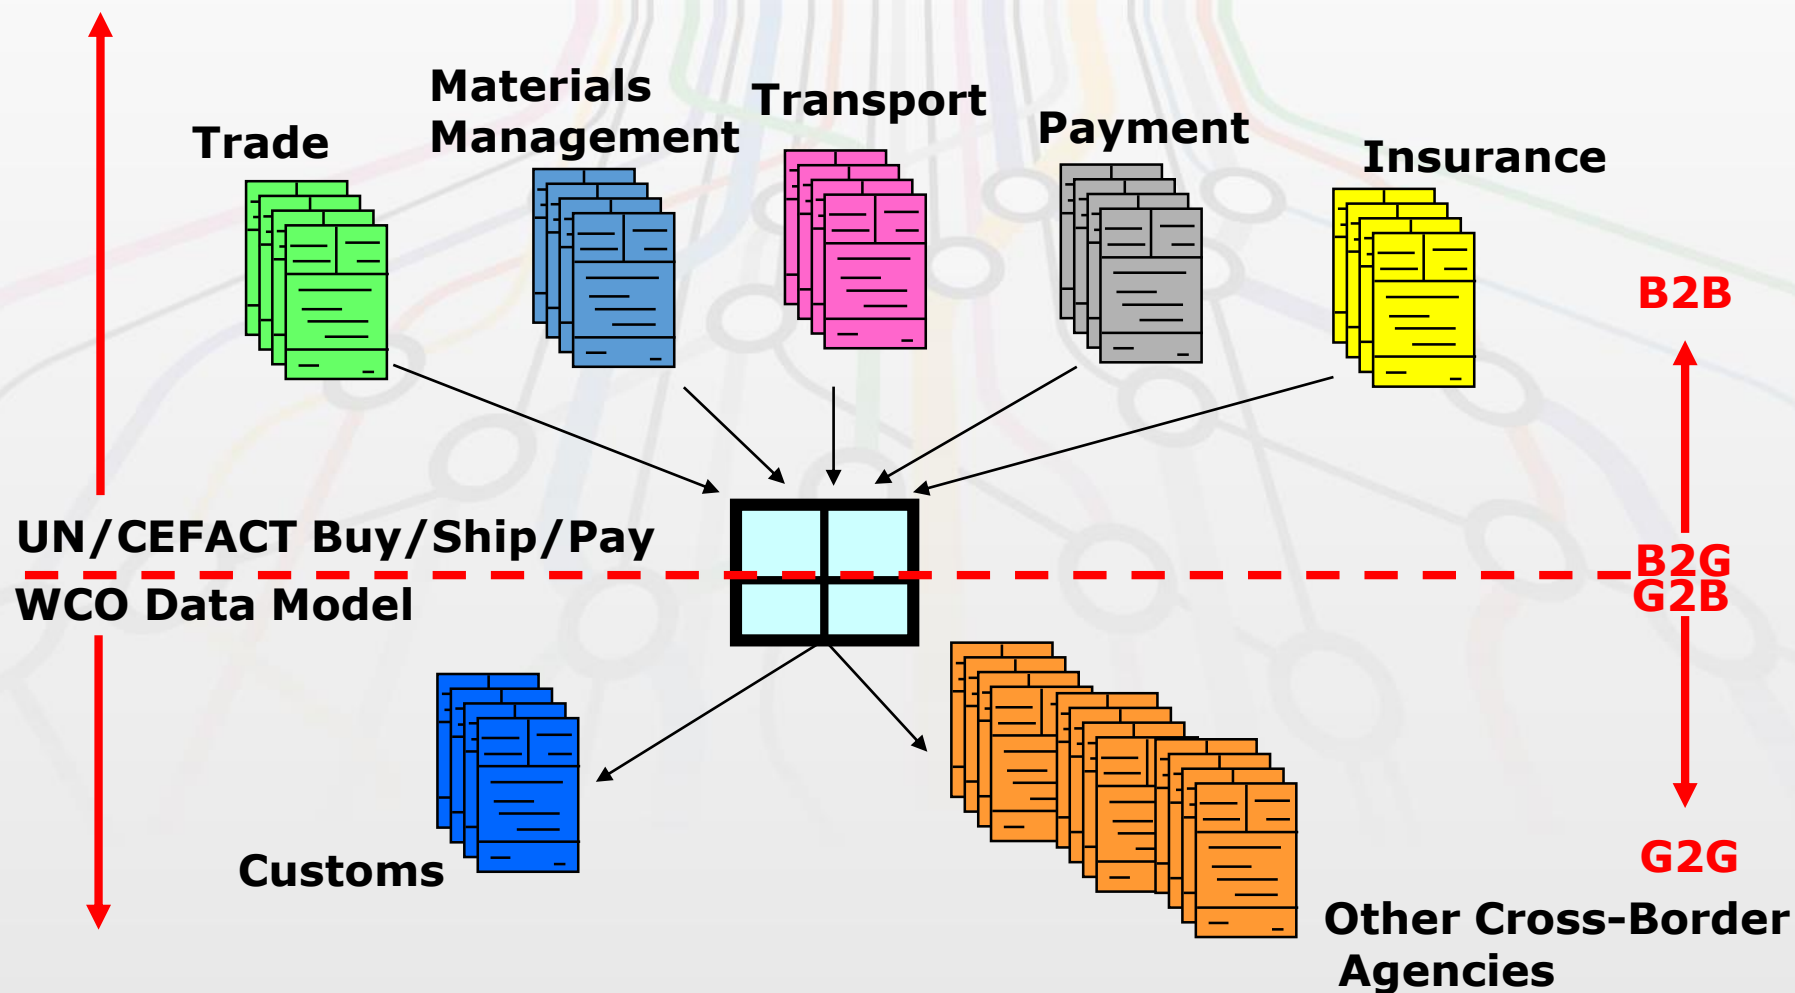 Materials
Management
Transport
Trade
Payment
Insurance
B2B
UN/CEFACT Buy/Ship/Pay
B2G
WCO Data Model
G2B
Customs
G2G
Other Cross-Border
Agencies